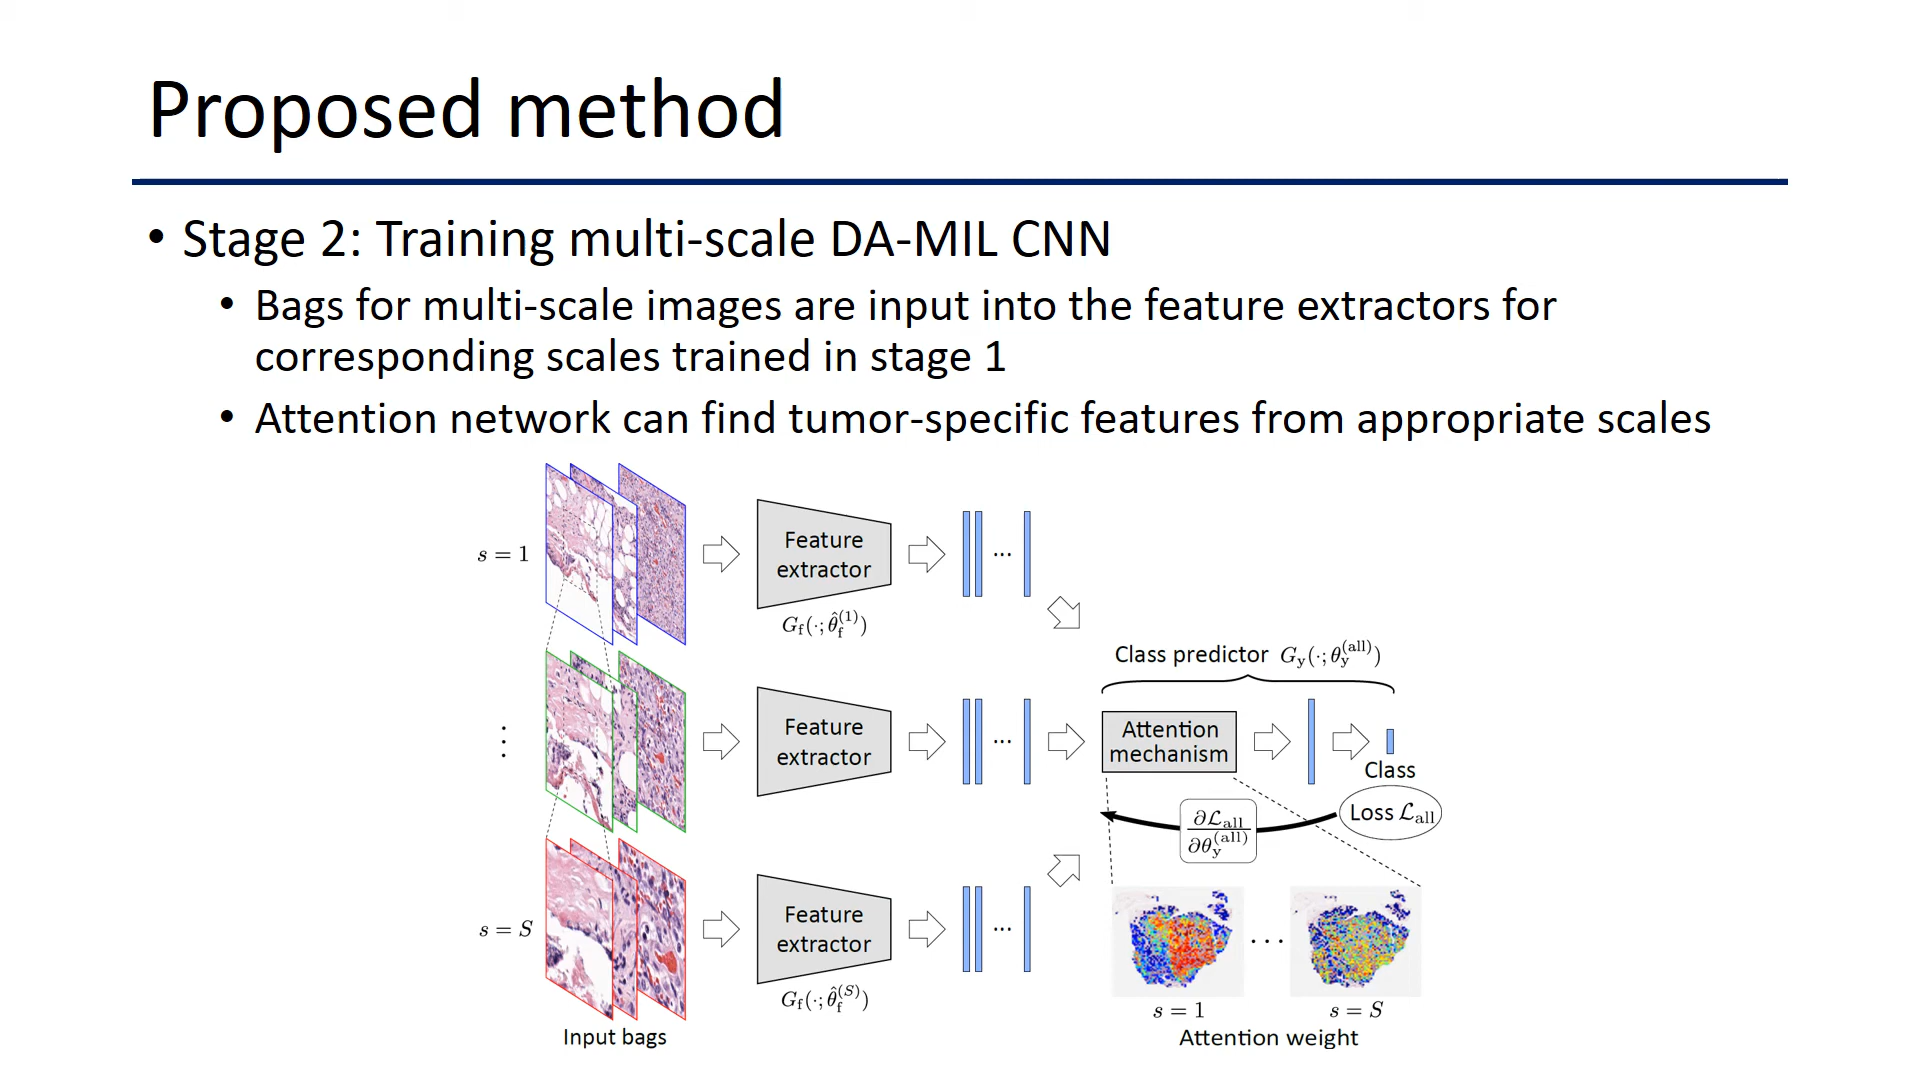 Proposed method
• Stage 2: Training multi-scale DA-MIL CNN
• Bags for multi-scale images are input into the feature extractors for
corresponding scales trained in stage 1
• Attention network can find tumor-specific features from appropriate scales
s = 1
Feature
extractor
...
G_f(·; θ̂_f^(1))
Class predictor G_y(·; θ_y^(all))
⋮
Feature
extractor
...
Attention
mechanism
Class
Loss ℒ_all
∂ℒ_all
∂θ_y^(all)
s = S
Feature
extractor
...
G_f(·; θ̂_f^(S))
...
s = 1
s = S
Input bags
Attention weight